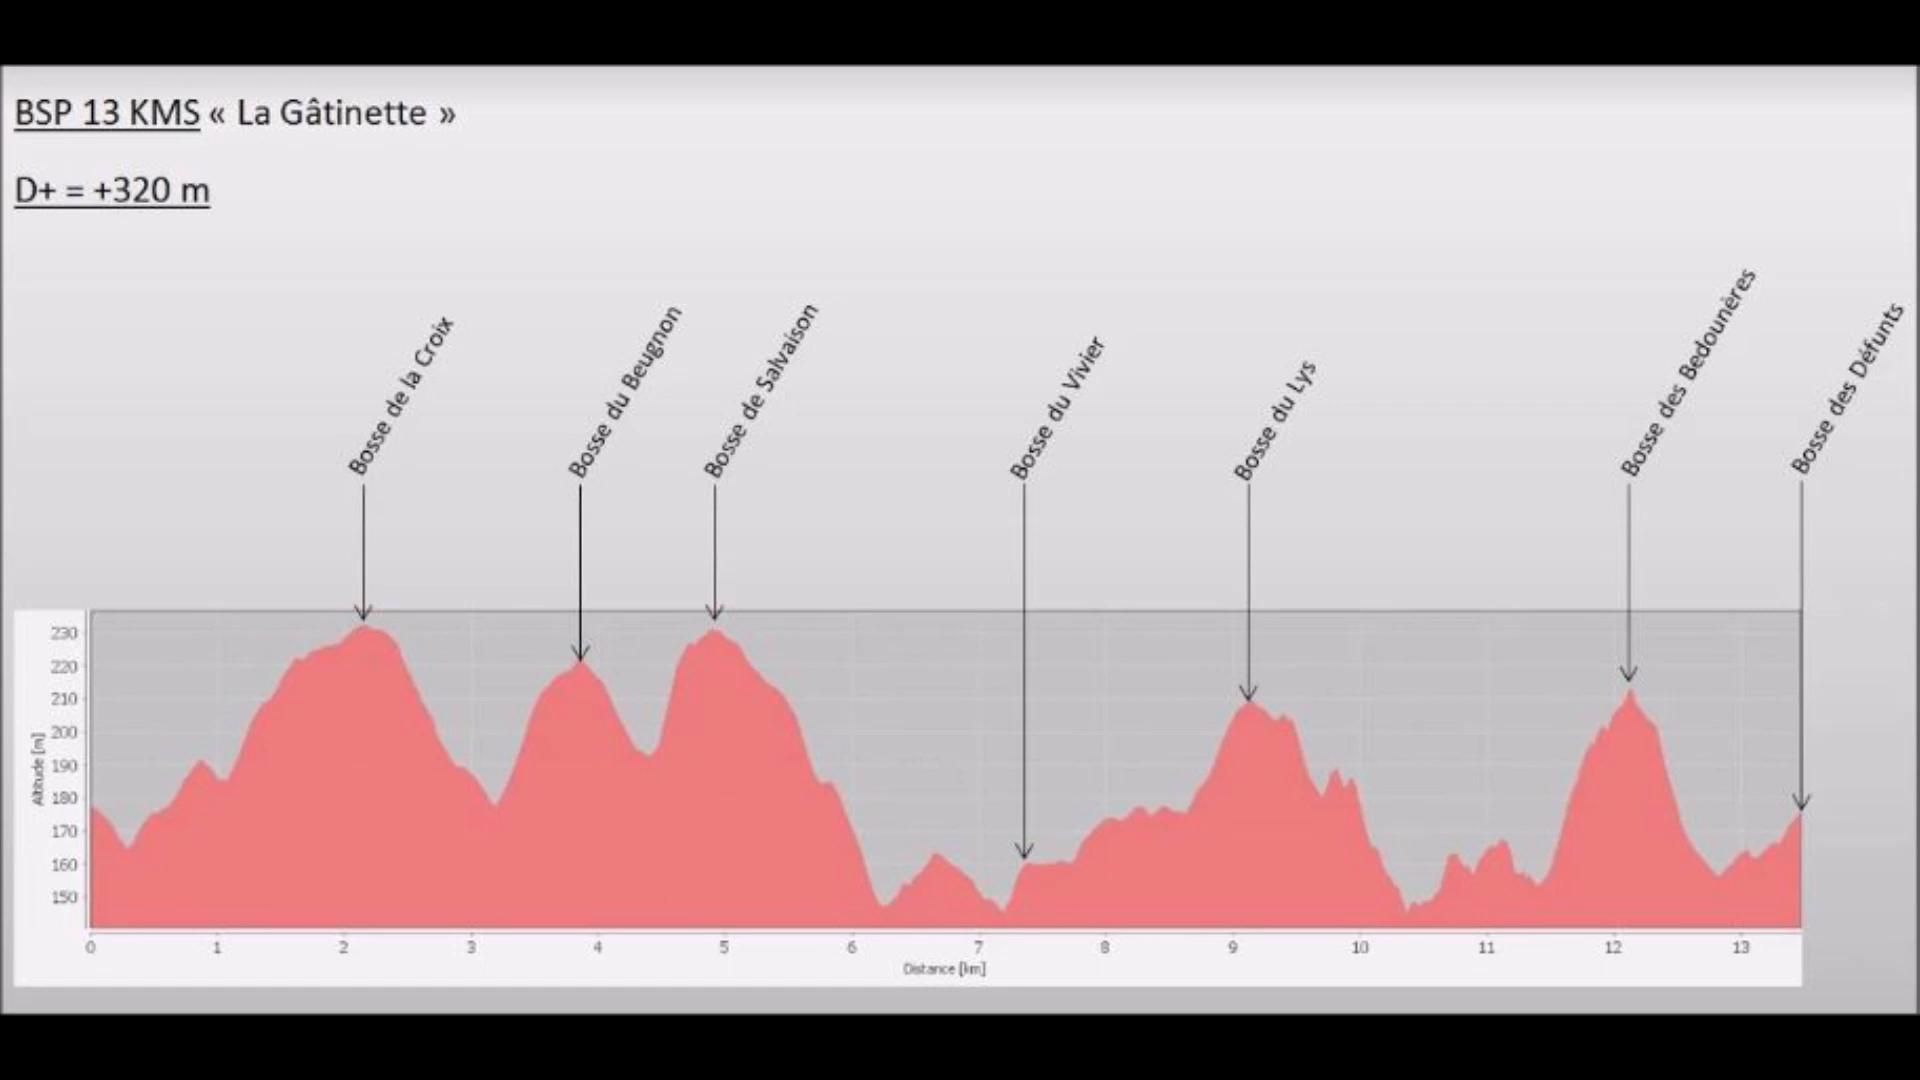 BSP 13 KMS « La Gâtinette »
D+ = +320 m
Bosse de la Croix
Bosse du Beugnon
Bosse de Salvaison
Bosse du Vivier
Bosse du Lys
Bosse des Bedounères
Bosse des Défunts
230
220
210
200
190
180
170
160
150
Altitude [m]
0 1 2 3 4 5 6 7 8 9 10 11 12 13
Distance [km]